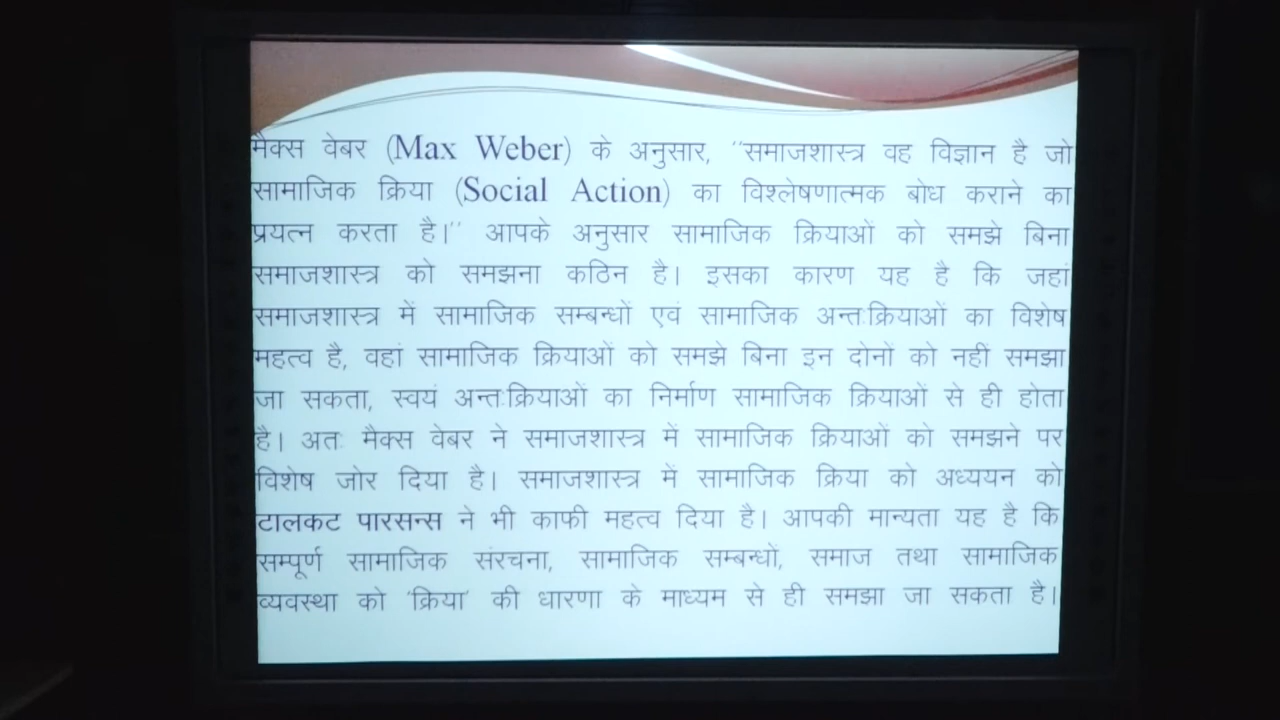 मैक्स वेबर (Max Weber) के अनुसार, ''समाजशास्त्र वह विज्ञान है जो
सामाजिक क्रिया (Social Action) का विश्लेषणात्मक बोध कराने का
प्रयत्न करता है।'' आपके अनुसार सामाजिक क्रियाओं को समझे बिना
समाजशास्त्र को समझना कठिन है। इसका कारण यह है कि जहां
समाजशास्त्र में सामाजिक सम्बन्धों एवं सामाजिक अन्तःक्रियाओं का विशेष
महत्व है, वहां सामाजिक क्रियाओं को समझे बिना इन दोनों को नहीं समझा
जा सकता, स्वयं अन्तःक्रियाओं का निर्माण सामाजिक क्रियाओं से ही होता
है। अतः मैक्स वेबर ने समाजशास्त्र में सामाजिक क्रियाओं को समझने पर
विशेष जोर दिया है। समाजशास्त्र में सामाजिक क्रिया को अध्ययन को
टालकट पारसन्स ने भी काफी महत्व दिया है। आपकी मान्यता यह है कि
सम्पूर्ण सामाजिक संरचना, सामाजिक सम्बन्धों, समाज तथा सामाजिक
व्यवस्था को 'क्रिया' की धारणा के माध्यम से ही समझा जा सकता है।